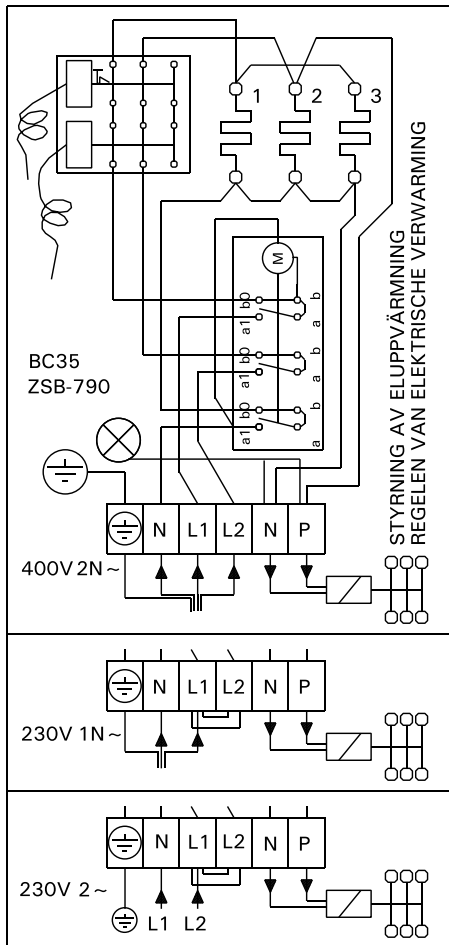 1 2 3
STYRNING AV ELUPPVÄRMNING
REGELEN VAN ELEKTRISCHE VERWARMING
M
b0 b
a1 a
b0 b
a1 a
b0 b
a1 a
BC35
ZSB-790
N L1 L2 N P
400V 2N~
N L1 L2 N P
230V 1N~
N L1 L2 N P
230V 2~
L1 L2